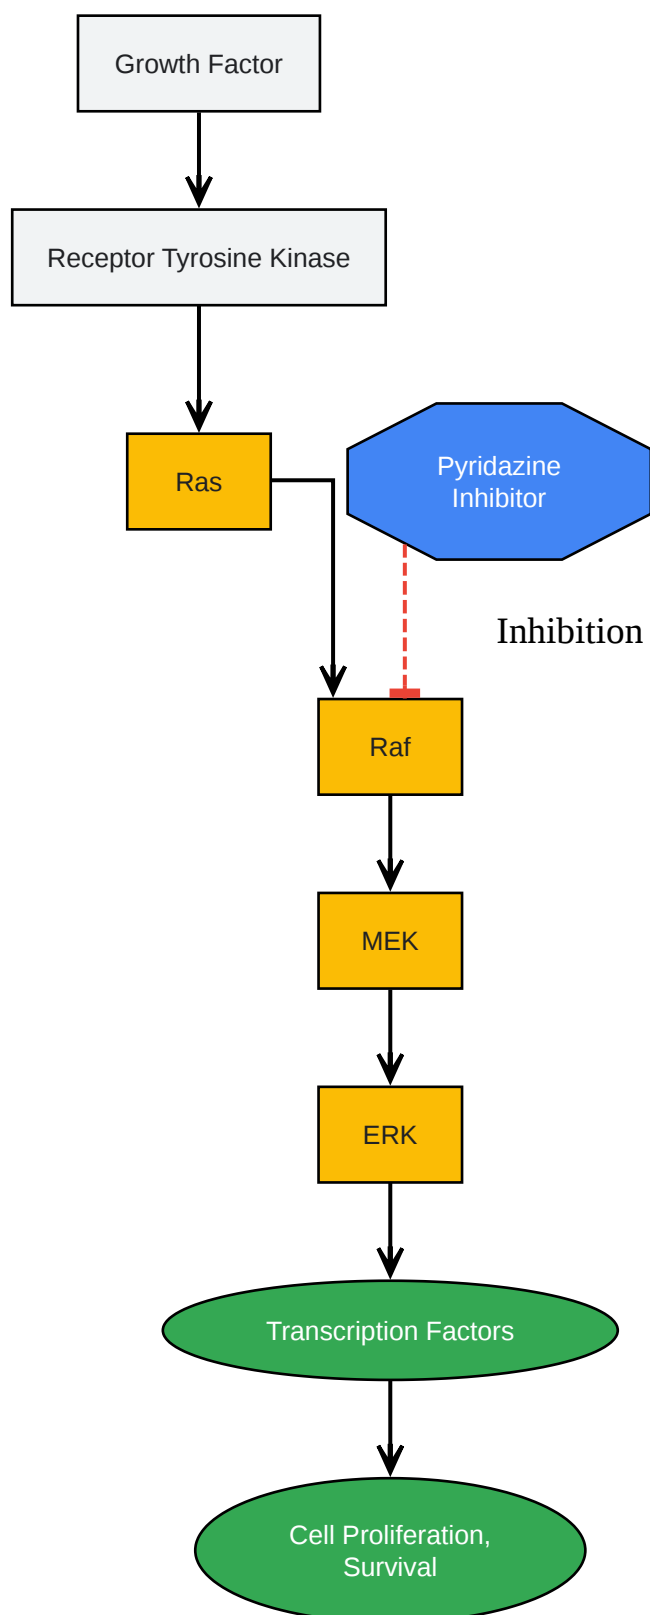 Growth Factor
Receptor Tyrosine Kinase
Ras
Pyridazine
Inhibitor
Inhibition
Raf
MEK
ERK
Transcription Factors
Cell Proliferation,
Survival